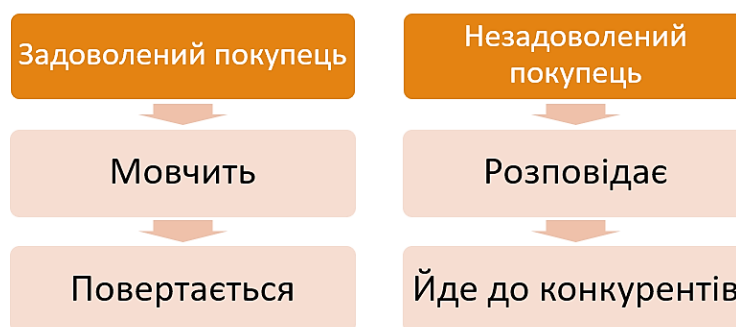 Задоволений покупець
Мовчить
Повертається
Незадоволений
покупець
Розповідає
Йде до конкурентів